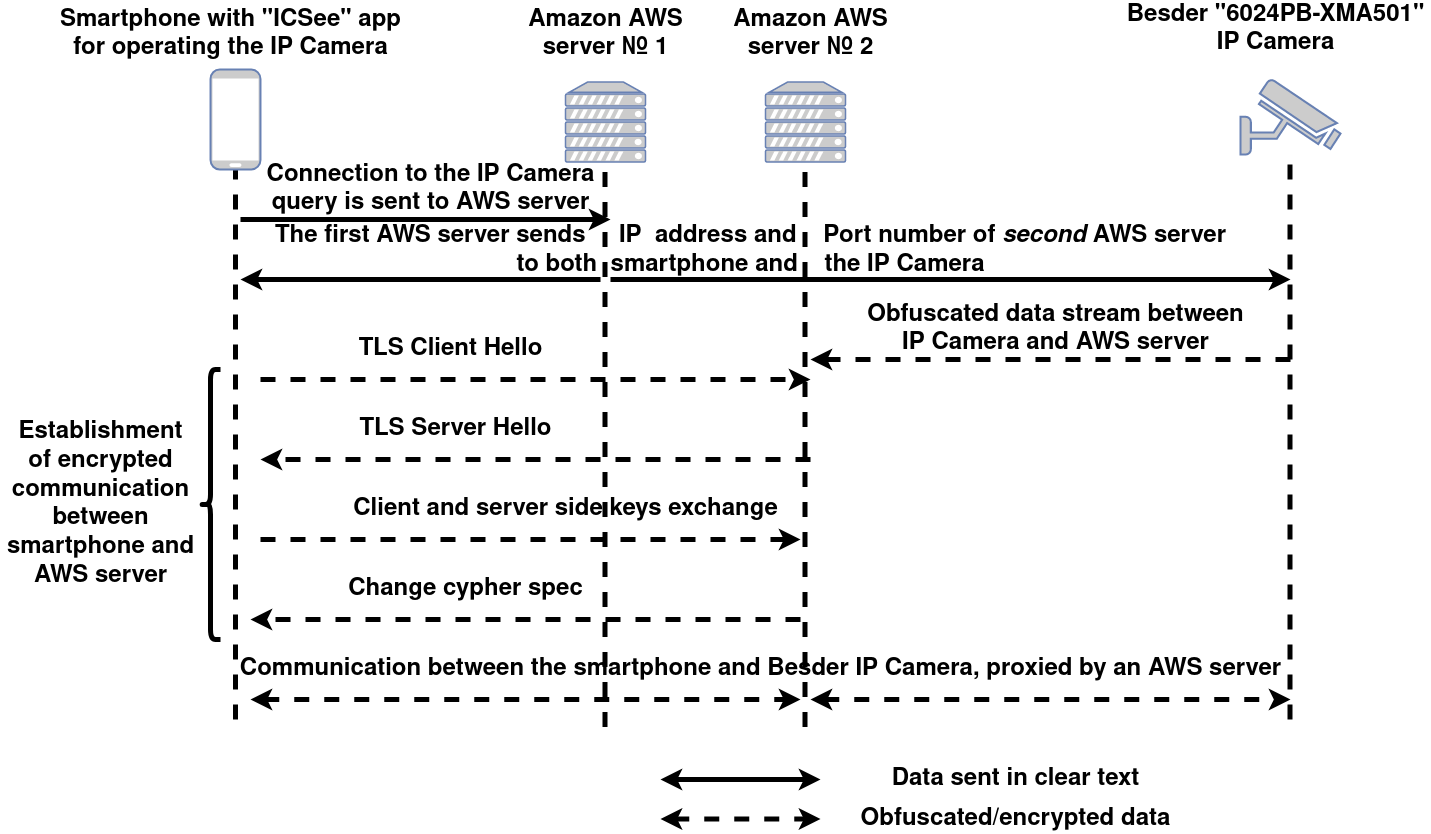 Smartphone with "ICSee" app
for operating the IP Camera
Amazon AWS
server № 1
Amazon AWS
server № 2
Besder "6024PB-XMA501"
IP Camera
Connection to the IP Camera
query is sent to AWS server
The first AWS server sends IP address and Port number of second AWS server
to both smartphone and the IP Camera
Obfuscated data stream between
IP Camera and AWS server
TLS Client Hello
TLS Server Hello
Client and server side keys exchange
Change cypher spec
Establishment
of encrypted
communication
between
smartphone and
AWS server
Communication between the smartphone and Besder IP Camera, proxied by an AWS server
Data sent in clear text
Obfuscated/encrypted data